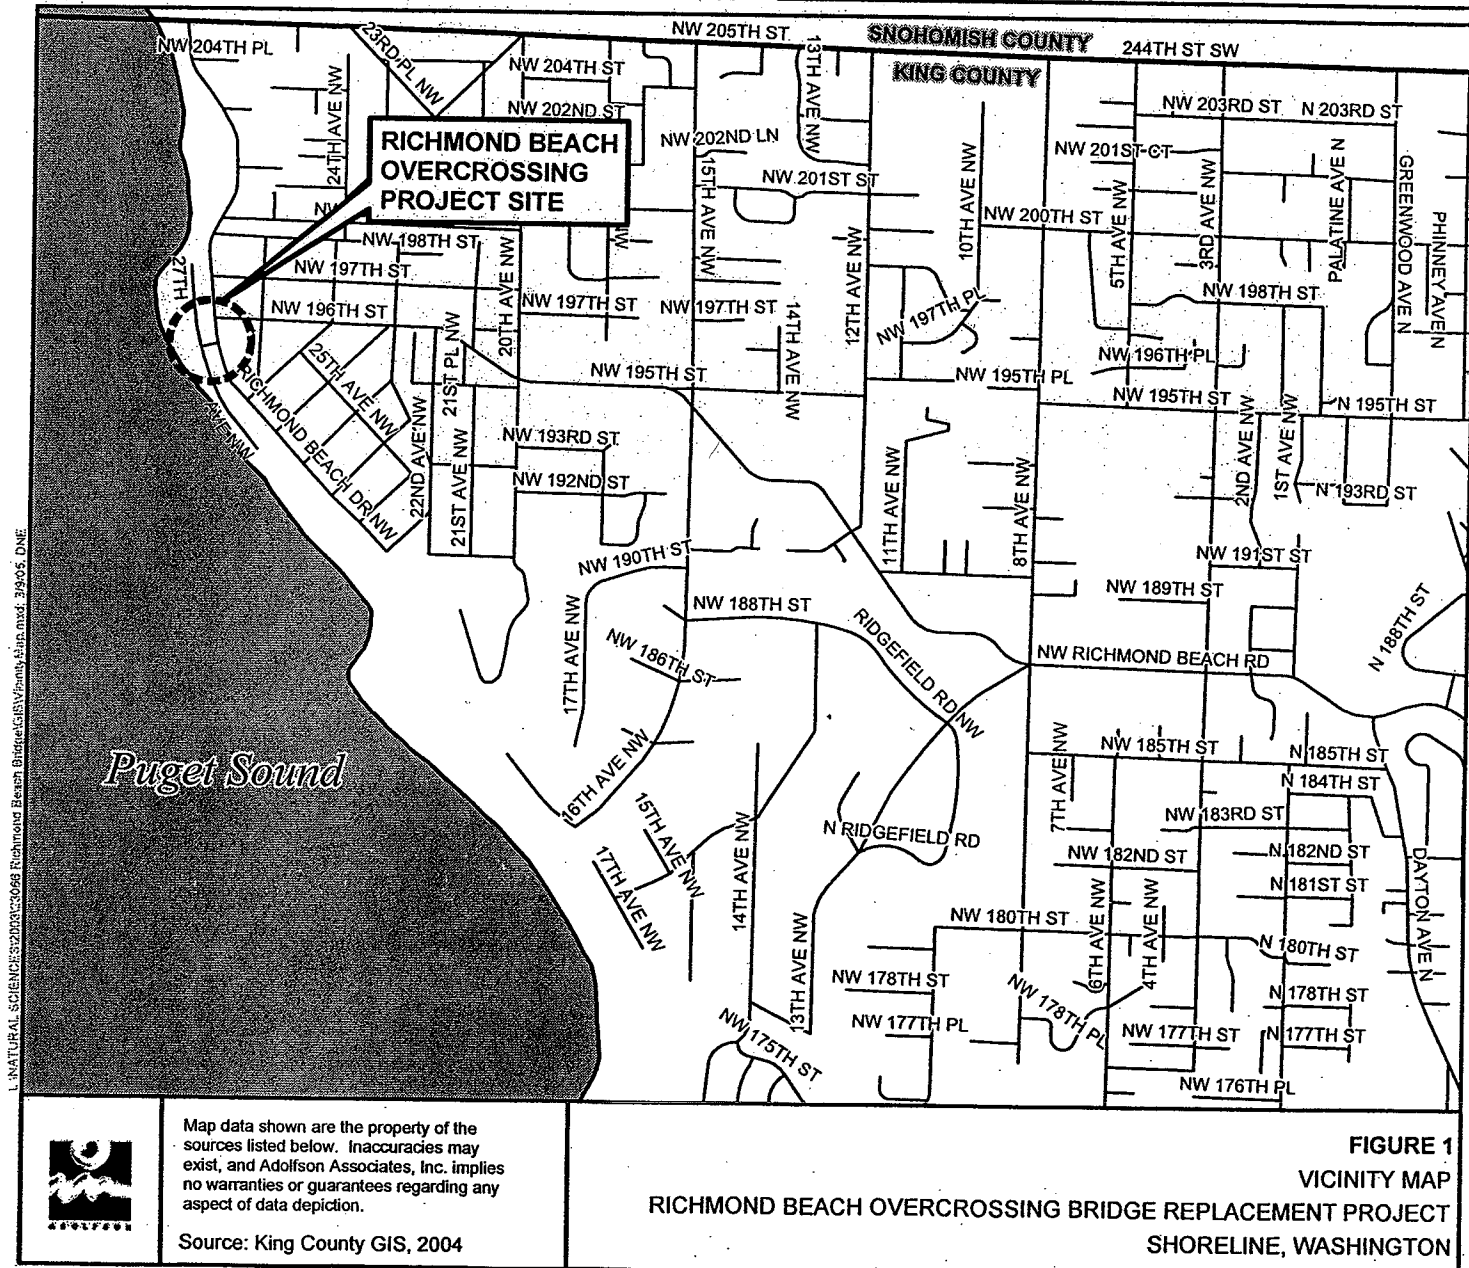 NW 205TH ST
SNOHOMISH COUNTY
244TH ST SW
KING COUNTY
NW 204TH PL
23RD PL NW
NW 204TH ST
13TH AVE NW
24TH AVE NW
NW 202ND ST
NW 203RD ST
N 203RD ST
RICHMOND BEACH
OVERCROSSING
PROJECT SITE
NW 202ND LN
NW 201ST CT
15TH AVE NW
NW 201ST ST
10TH AVE NW
5TH AVE NW
3RD AVE NW
PALATINE AVE N
GREENWOOD AVE N
PHINNEY AVE N
NW
NW 200TH ST
NW 198TH ST
NW 197TH ST
27TH
NW 196TH ST
20TH AVE NW
NW 197TH ST
NW 197TH ST
14TH AVE NW
12TH AVE NW
NW 197TH PL
NW 198TH ST
NW 196TH PL
21ST PL NW
25TH AVE NW
NW 195TH ST
NW 195TH PL
NW 195TH ST
N 195TH ST
AVE NW
RICHMOND BEACH DR NW
22ND AVE NW
21ST AVE NW
NW 193RD ST
NW 192ND ST
11TH AVE NW
8TH AVE NW
2ND AVE NW
1ST AVE NW
N 193RD ST
NW 190TH ST
NW 191ST ST
NW 189TH ST
N 188TH ST
17TH AVE NW
NW 188TH ST
RIDGEFIELD RD NW
NW 186TH ST
NW RICHMOND BEACH RD
Puget Sound
16TH AVE NW
7TH AVE NW
NW 185TH ST
N 185TH ST
N 184TH ST
15TH AVE NW
17TH AVE NW
14TH AVE NW
N RIDGEFIELD RD
NW 183RD ST
NW 182ND ST
N 182ND ST
N 181ST ST
DAYTON AVE N
13TH AVE NW
NW 180TH ST
6TH AVE NW
4TH AVE NW
N 180TH ST
NW 178TH ST
NW 178TH PL
N 178TH ST
NW 177TH PL
NW 177TH ST
N 177TH ST
NW 175TH ST
NW 176TH PL
Map data shown are the property of the
sources listed below. Inaccuracies may
exist, and Adolfson Associates, Inc. implies
no warranties or guarantees regarding any
aspect of data depiction.
Source: King County GIS, 2004
ADOLFSON
FIGURE 1
VICINITY MAP
RICHMOND BEACH OVERCROSSING BRIDGE REPLACEMENT PROJECT
SHORELINE, WASHINGTON